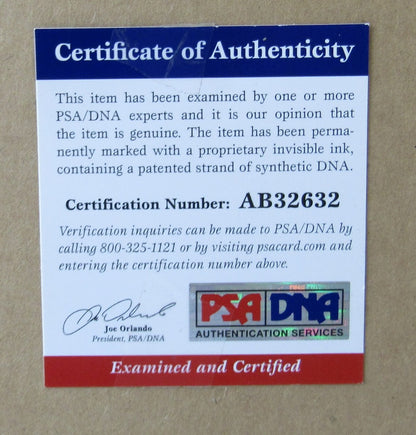 Certificate of Authenticity
This item has been examined by one or more
PSA/DNA experts and it is our opinion that
the item is genuine. The item has been perma-
nently marked with a proprietary invisible ink,
containing a patented strand of synthetic DNA.
Certification Number: AB32632
Verification inquiries can be made to PSA/DNA by
calling 800-325-1121 or by visiting psacard.com and
entering the certification number above.
Joe Orlando
President, PSA/DNA
PSA DNA
AUTHENTICATION SERVICES
Examined and Certified